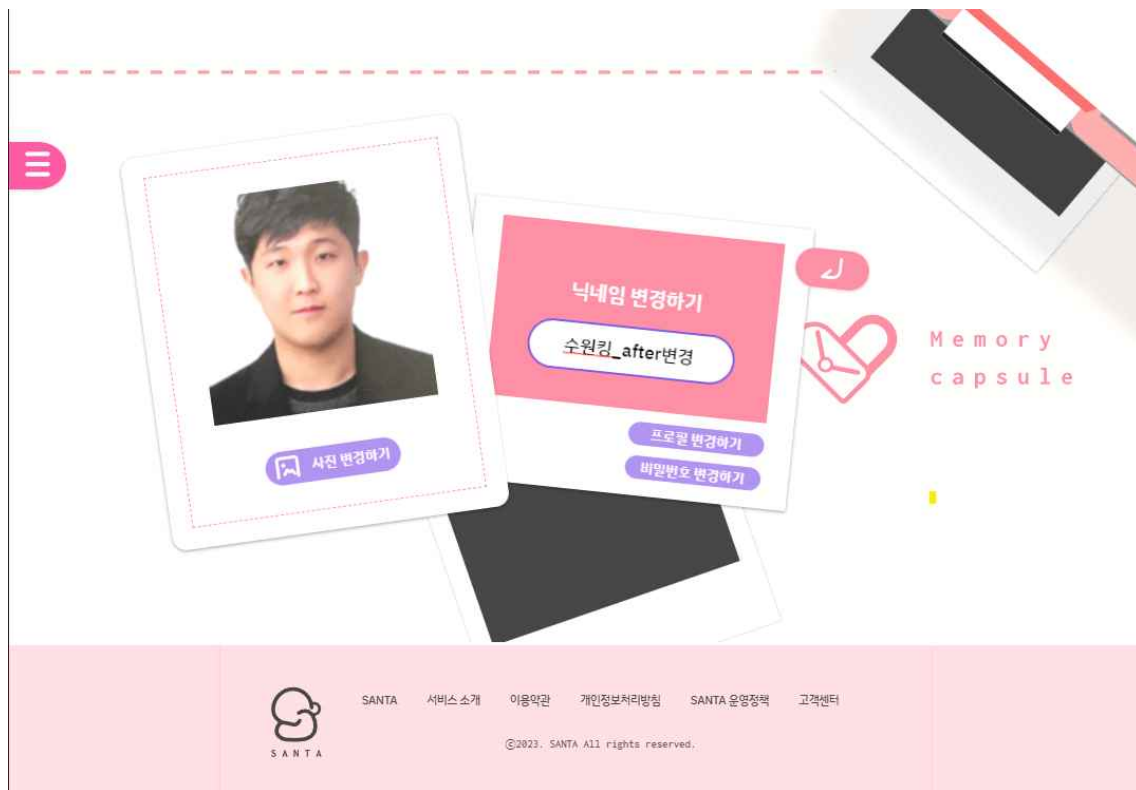 닉네임 변경하기
수원킹_after변경
프로필 변경하기
비밀번호 변경하기
사진 변경하기
Memory
capsule
SANTA 서비스 소개 이용약관 개인정보처리방침 SANTA 운영정책 고객센터
ⓒ2023. SANTA All rights reserved.
SANTA